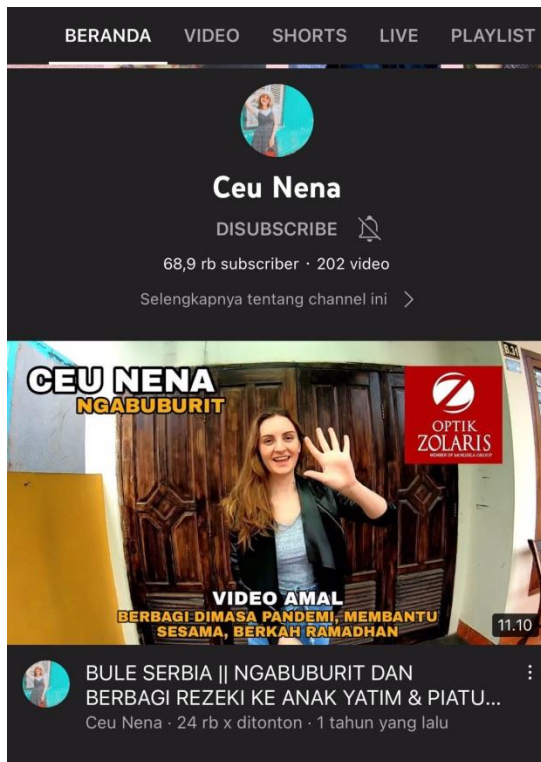 BERANDA VIDEO SHORTS LIVE PLAYLIST
Ceu Nena
DISUBSCRIBE
68,9 rb subscriber · 202 video
Selengkapnya tentang channel ini >
B.31
CEU NENA
NGABUBURIT
OPTIK
ZOLARIS
VIDEO AMAL
BERBAGI DIMASA PANDEMI, MEMBANTU
SESAMA, BERKAH RAMADHAN
11.10
BULE SERBIA || NGABUBURIT DAN
BERBAGI REZEKI KE ANAK YATIM & PIATU...
Ceu Nena · 24 rb x ditonton · 1 tahun yang lalu